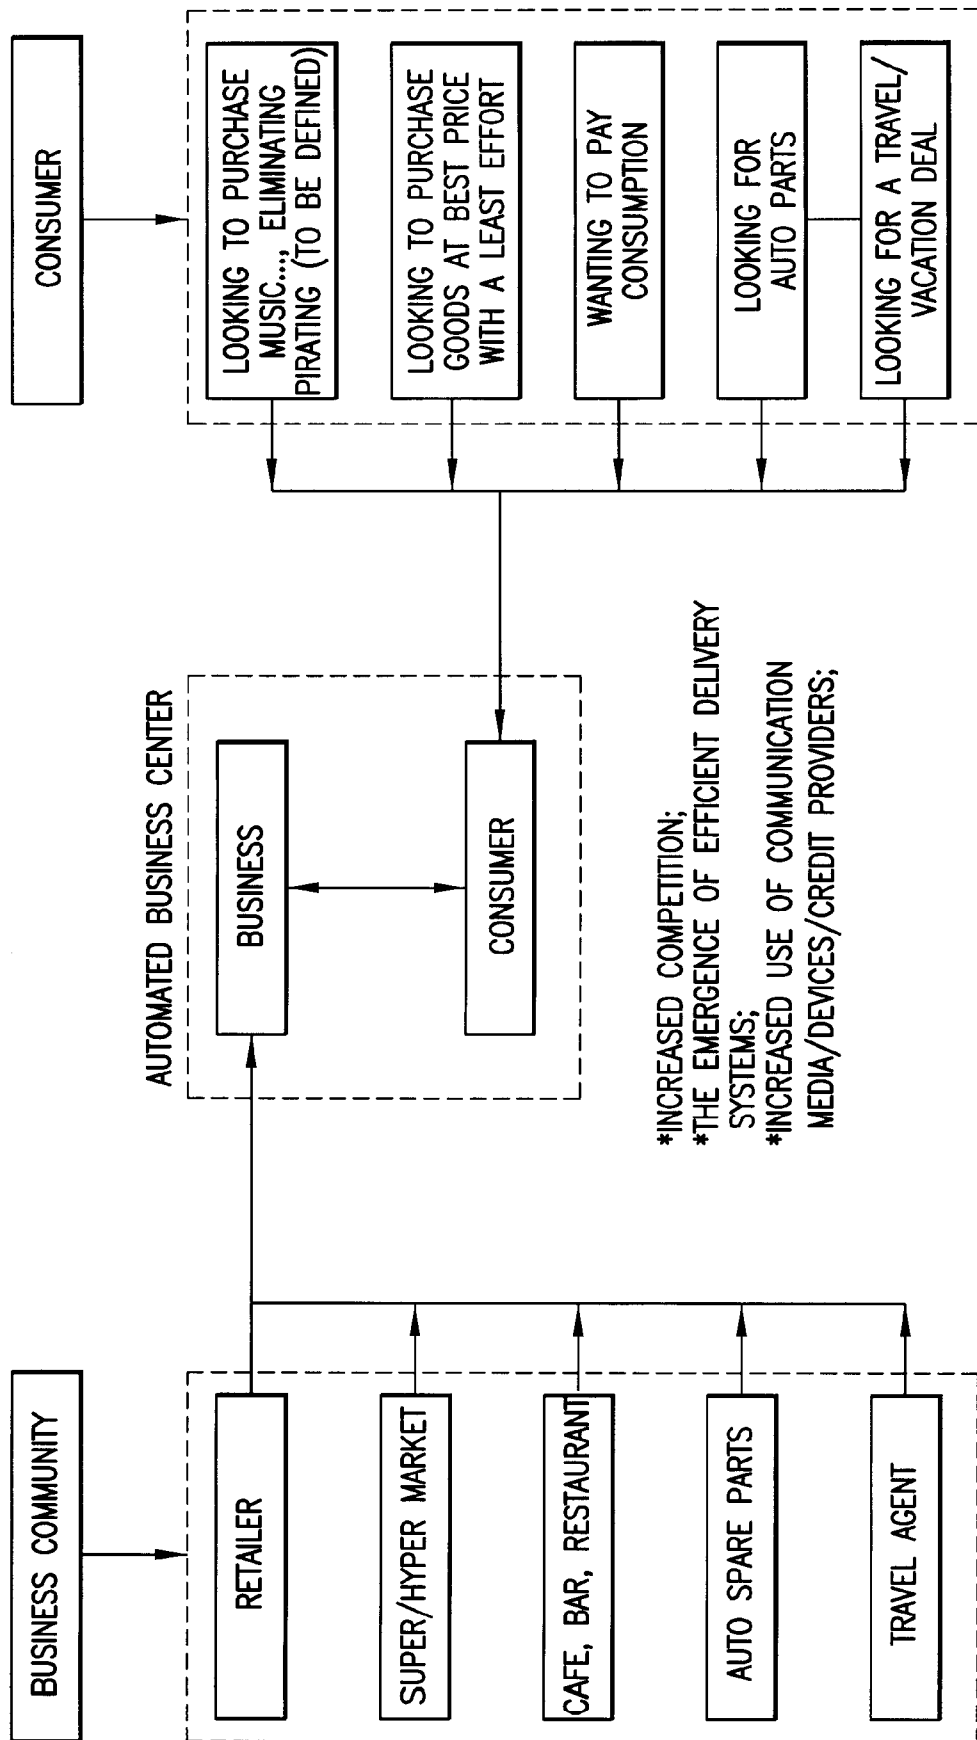 BUSINESS COMMUNITY
RETAILER
SUPER/HYPER MARKET
CAFE, BAR, RESTAURANT
AUTO SPARE PARTS
TRAVEL AGENT
AUTOMATED BUSINESS CENTER
BUSINESS
CONSUMER
*INCREASED COMPETITION;
*THE EMERGENCE OF EFFICIENT DELIVERY
SYSTEMS;
*INCREASED USE OF COMMUNICATION
MEDIA/DEVICES/CREDIT PROVIDERS;
CONSUMER
LOOKING TO PURCHASE
MUSIC..., ELIMINATING
PIRATING (TO BE DEFINED)
LOOKING TO PURCHASE
GOODS AT BEST PRICE
WITH A LEAST EFFORT
WANTING TO PAY
CONSUMPTION
LOOKING FOR
AUTO PARTS
LOOKING FOR A TRAVEL/
VACATION DEAL